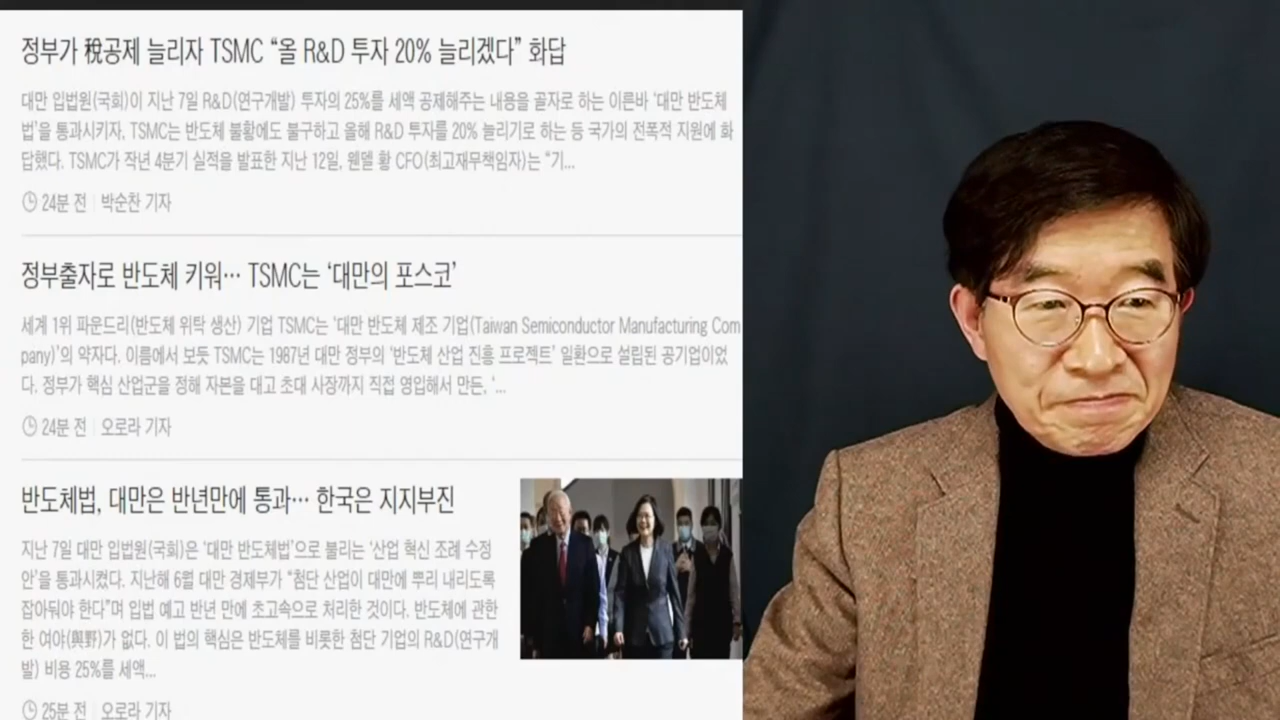 정부가 稅공제 늘리자 TSMC “올 R&D 투자 20% 늘리겠다” 화답
대만 입법원(국회)이 지난 7일 R&D(연구개발) 투자의 25%를 세액 공제해주는 내용을 골자로 하는 이른바 ‘대만 반도체
법’을 통과시키자. TSMC는 반도체 불황에도 불구하고 올해 R&D 투자를 20% 늘리기로 하는 등 국가의 전폭적 지원에 화
답했다. TSMC가 작년 4분기 실적을 발표한 지난 12일, 웬델 황 CFO(최고재무책임자)는 “기...
24분 전 | 박순찬 기자
정부출자로 반도체 키워… TSMC는 ‘대만의 포스코’
세계 1위 파운드리(반도체 위탁 생산) 기업 TSMC는 ‘대만 반도체 제조 기업(Taiwan Semiconductor Manufacturing Com
pany)’의 약자다. 이름에서 보듯 TSMC는 1987년 대만 정부의 ‘반도체 산업 진흥 프로젝트’ 일환으로 설립된 공기업이었
다. 정부가 핵심 산업군을 정해 자본을 대고 초대 사장까지 직접 영입해서 만든, ‘...
24분 전 | 오로라 기자
반도체법, 대만은 반년만에 통과… 한국은 지지부진
지난 7일 대만 입법원(국회)은 ‘대만 반도체법’으로 불리는 ‘산업 혁신 조례 수정
안’을 통과시켰다. 지난해 6월 대만 경제부가 “첨단 산업이 대만에 뿌리 내리도록
잡아둬야 한다”며 입법 예고 반년 만에 초고속으로 처리한 것이다. 반도체에 관한
한 여야(與野)가 없다. 이 법의 핵심은 반도체를 비롯한 첨단 기업의 R&D(연구개
발) 비용 25%를 세액...
25분 전 | 오로라 기자